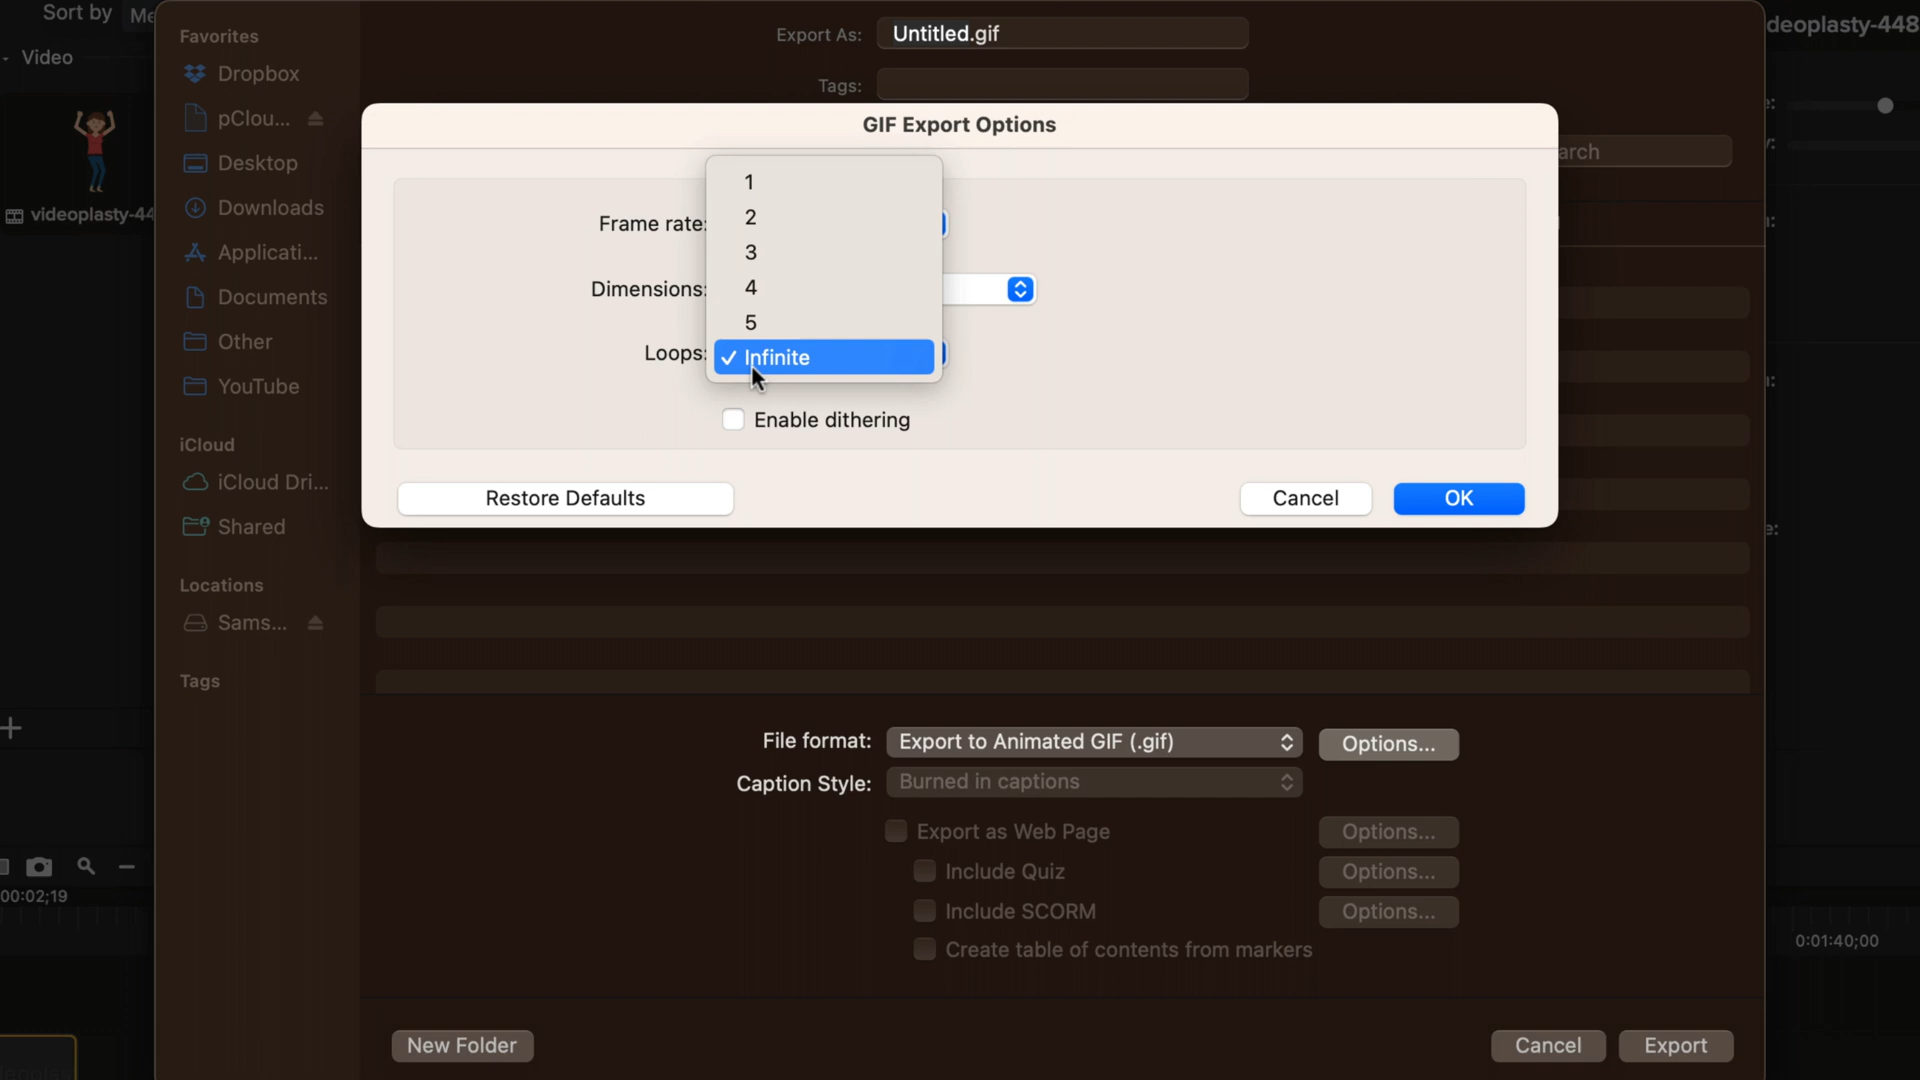 Sort by
Video
videoplasty-44
00:02;19
Favorites
Dropbox
pClou...
Desktop
Downloads
Applicati...
Documents
Other
YouTube
iCloud
iCloud Dri...
Shared
Locations
Sams...
Tags
Export As: Untitled.gif
Tags:
GIF Export Options
Frame rate:
Dimensions:
Loops:
1
2
3
4
5
✓ Infinite
Enable dithering
Restore Defaults
Cancel
OK
File format: Export to Animated GIF (.gif) Options...
Caption Style: Burned in captions
Export as Web Page Options...
Include Quiz Options...
Include SCORM Options...
Create table of contents from markers
New Folder
Cancel
Export
deoplasty-448
arch
0:01:40;00